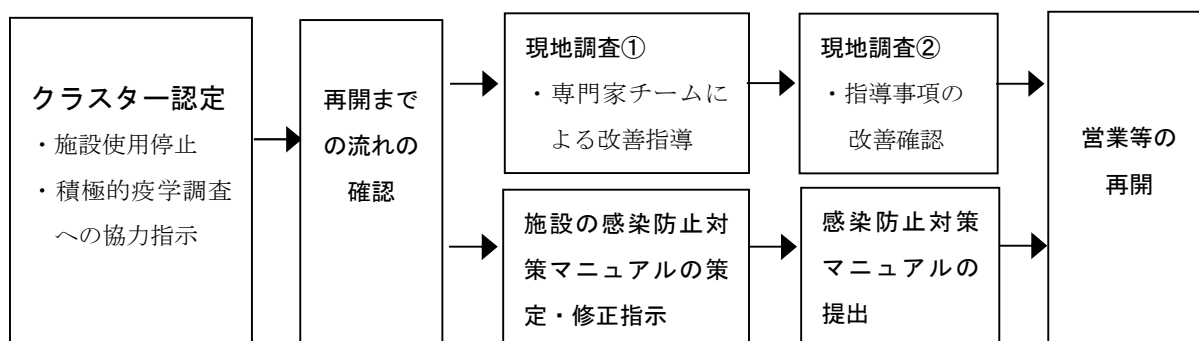 クラスター認定
・施設使用停止
・積極的疫学調査
への協力指示
再開まで
の流れの
確認
現地調査①
・専門家チームに
よる改善指導
現地調査②
・指導事項の
改善確認
施設の感染防止対
策マニュアルの策
定・修正指示
感染防止対策
マニュアルの
提出
営業等の
再開